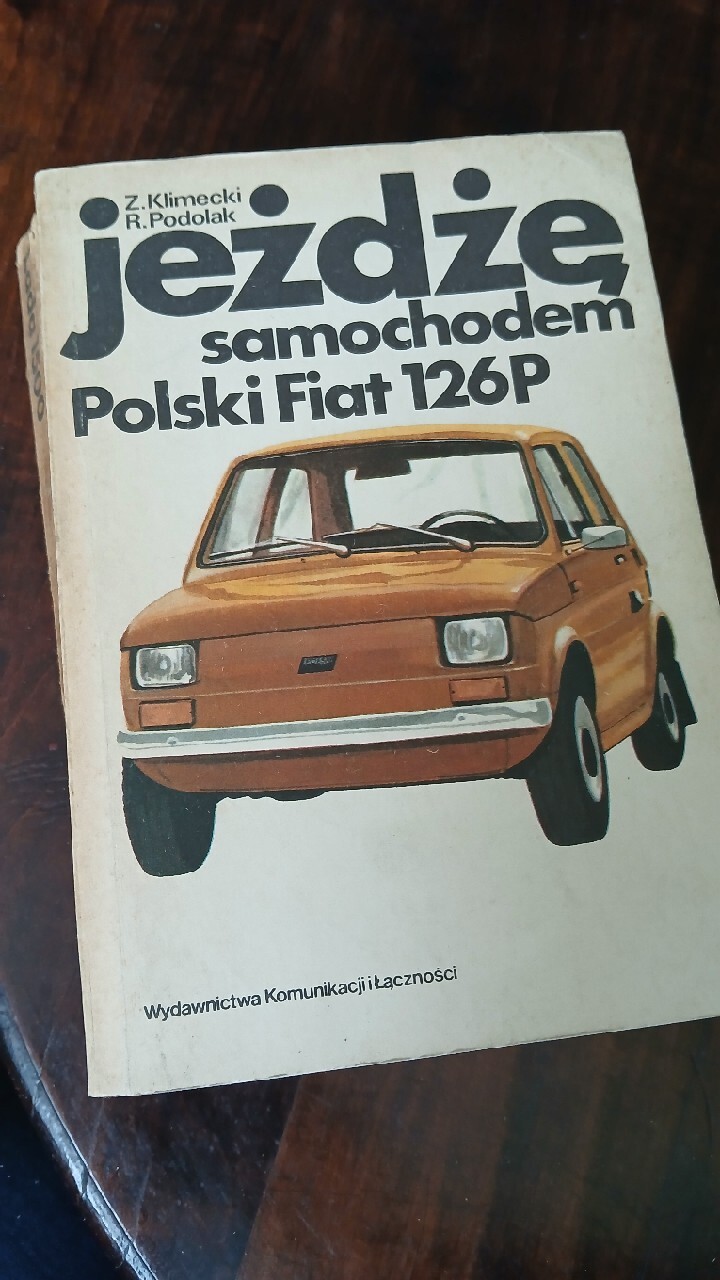 Z. Klimecki
R. Podolak
jeżdżę
samochodem
Polski Fiat 126P
Wydawnictwa Komunikacji i Łączności